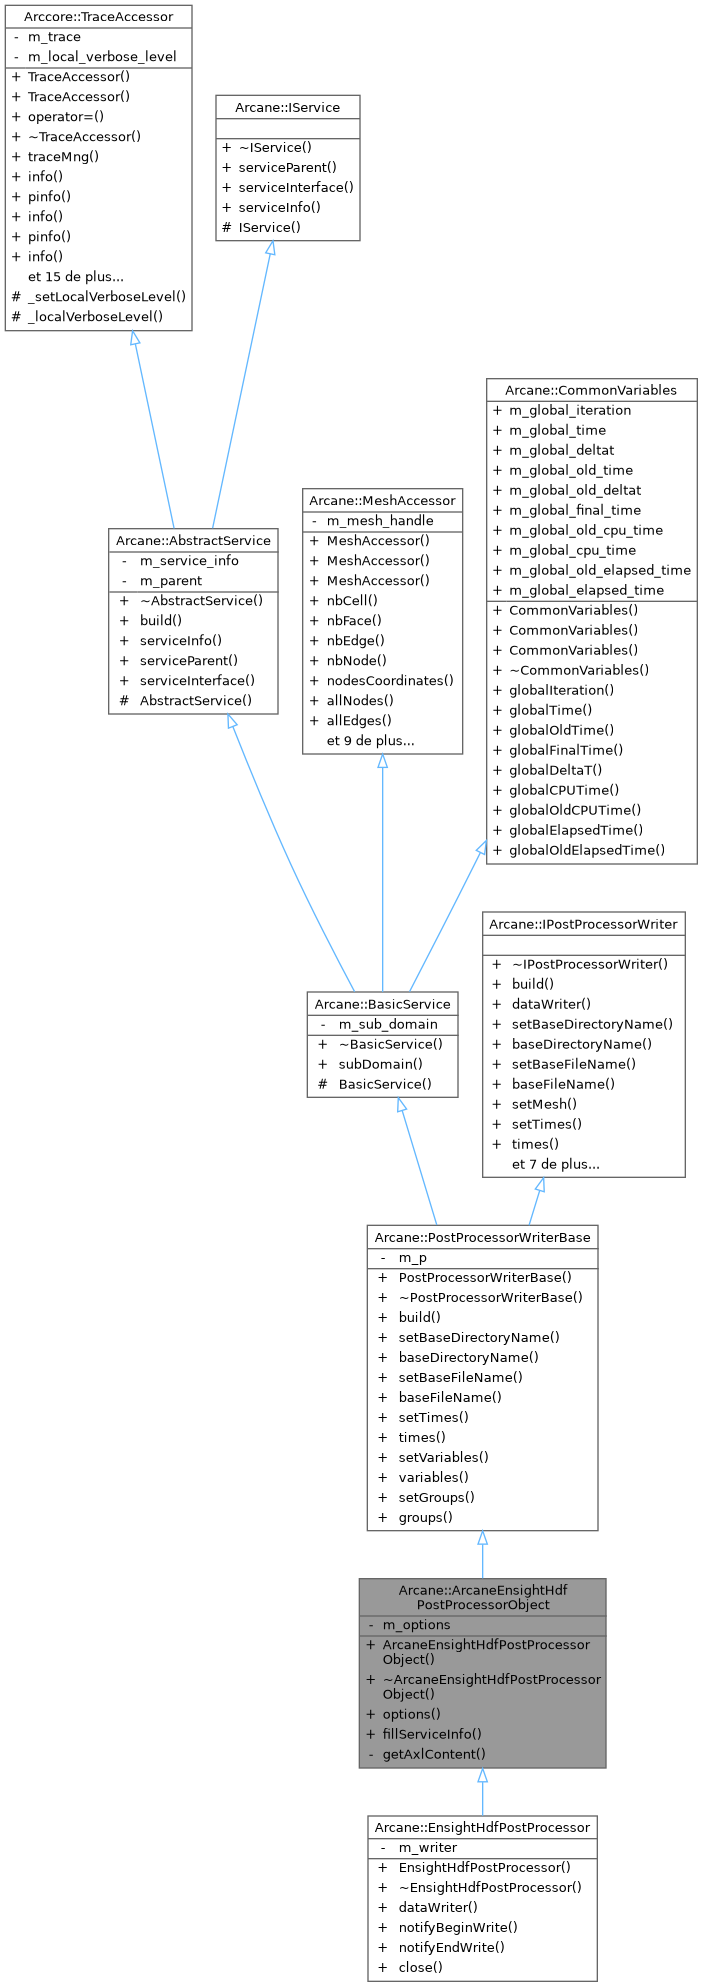 Arccore::TraceAccessor
- m_trace
- m_local_verbose_level
+ TraceAccessor()
+ TraceAccessor()
+ operator=()
+ ~TraceAccessor()
+ traceMng()
+ info()
+ pinfo()
+ info()
+ pinfo()
+ info()
et 15 de plus...
# _setLocalVerboseLevel()
# _localVerboseLevel()
Arcane::IService
+ ~IService()
+ serviceParent()
+ serviceInterface()
+ serviceInfo()
# IService()
Arcane::CommonVariables
+ m_global_iteration
+ m_global_time
+ m_global_deltat
+ m_global_old_time
+ m_global_old_deltat
+ m_global_final_time
+ m_global_old_cpu_time
+ m_global_cpu_time
+ m_global_old_elapsed_time
+ m_global_elapsed_time
+ CommonVariables()
+ CommonVariables()
+ CommonVariables()
+ ~CommonVariables()
+ globalIteration()
+ globalTime()
+ globalOldTime()
+ globalFinalTime()
+ globalDeltaT()
+ globalCPUTime()
+ globalOldCPUTime()
+ globalElapsedTime()
+ globalOldElapsedTime()
Arcane::MeshAccessor
- m_mesh_handle
+ MeshAccessor()
+ MeshAccessor()
+ MeshAccessor()
+ nbCell()
+ nbFace()
+ nbEdge()
+ nbNode()
+ nodesCoordinates()
+ allNodes()
+ allEdges()
et 9 de plus...
Arcane::AbstractService
- m_service_info
- m_parent
+ ~AbstractService()
+ build()
+ serviceInfo()
+ serviceParent()
+ serviceInterface()
# AbstractService()
Arcane::IPostProcessorWriter
+ ~IPostProcessorWriter()
+ build()
+ dataWriter()
+ setBaseDirectoryName()
+ baseDirectoryName()
+ setBaseFileName()
+ baseFileName()
+ setMesh()
+ setTimes()
+ times()
et 7 de plus...
Arcane::BasicService
- m_sub_domain
+ ~BasicService()
+ subDomain()
# BasicService()
Arcane::PostProcessorWriterBase
- m_p
+ PostProcessorWriterBase()
+ ~PostProcessorWriterBase()
+ build()
+ setBaseDirectoryName()
+ baseDirectoryName()
+ setBaseFileName()
+ baseFileName()
+ setTimes()
+ times()
+ setVariables()
+ variables()
+ setGroups()
+ groups()
Arcane::ArcaneEnsightHdf
PostProcessorObject
- m_options
+ ArcaneEnsightHdfPostProcessor
Object()
+ ~ArcaneEnsightHdfPostProcessor
Object()
+ options()
+ fillServiceInfo()
- getAxlContent()
Arcane::EnsightHdfPostProcessor
- m_writer
+ EnsightHdfPostProcessor()
+ ~EnsightHdfPostProcessor()
+ dataWriter()
+ notifyBeginWrite()
+ notifyEndWrite()
+ close()